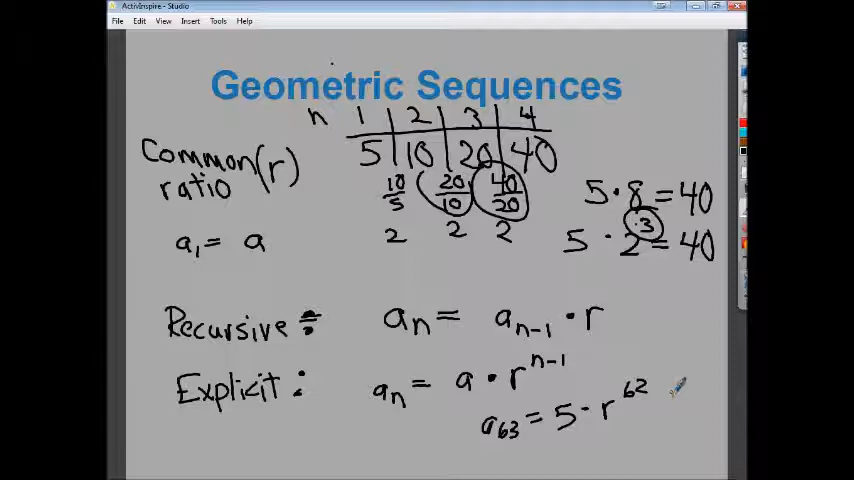 ActivInspire - Studio
File Edit View Insert Tools Help
Geometric Sequences
n 1 2 3 4
5 10 20 40
Common (r)
ratio
10/5 20/10 40/20
2 2 2
5 · 8 = 40
5 · 2^3 = 40
a₁ = a
Recursive : aₙ = aₙ₋₁ · r
Explicit : aₙ = a · r^(n-1)
a₆₃ = 5 · r^62